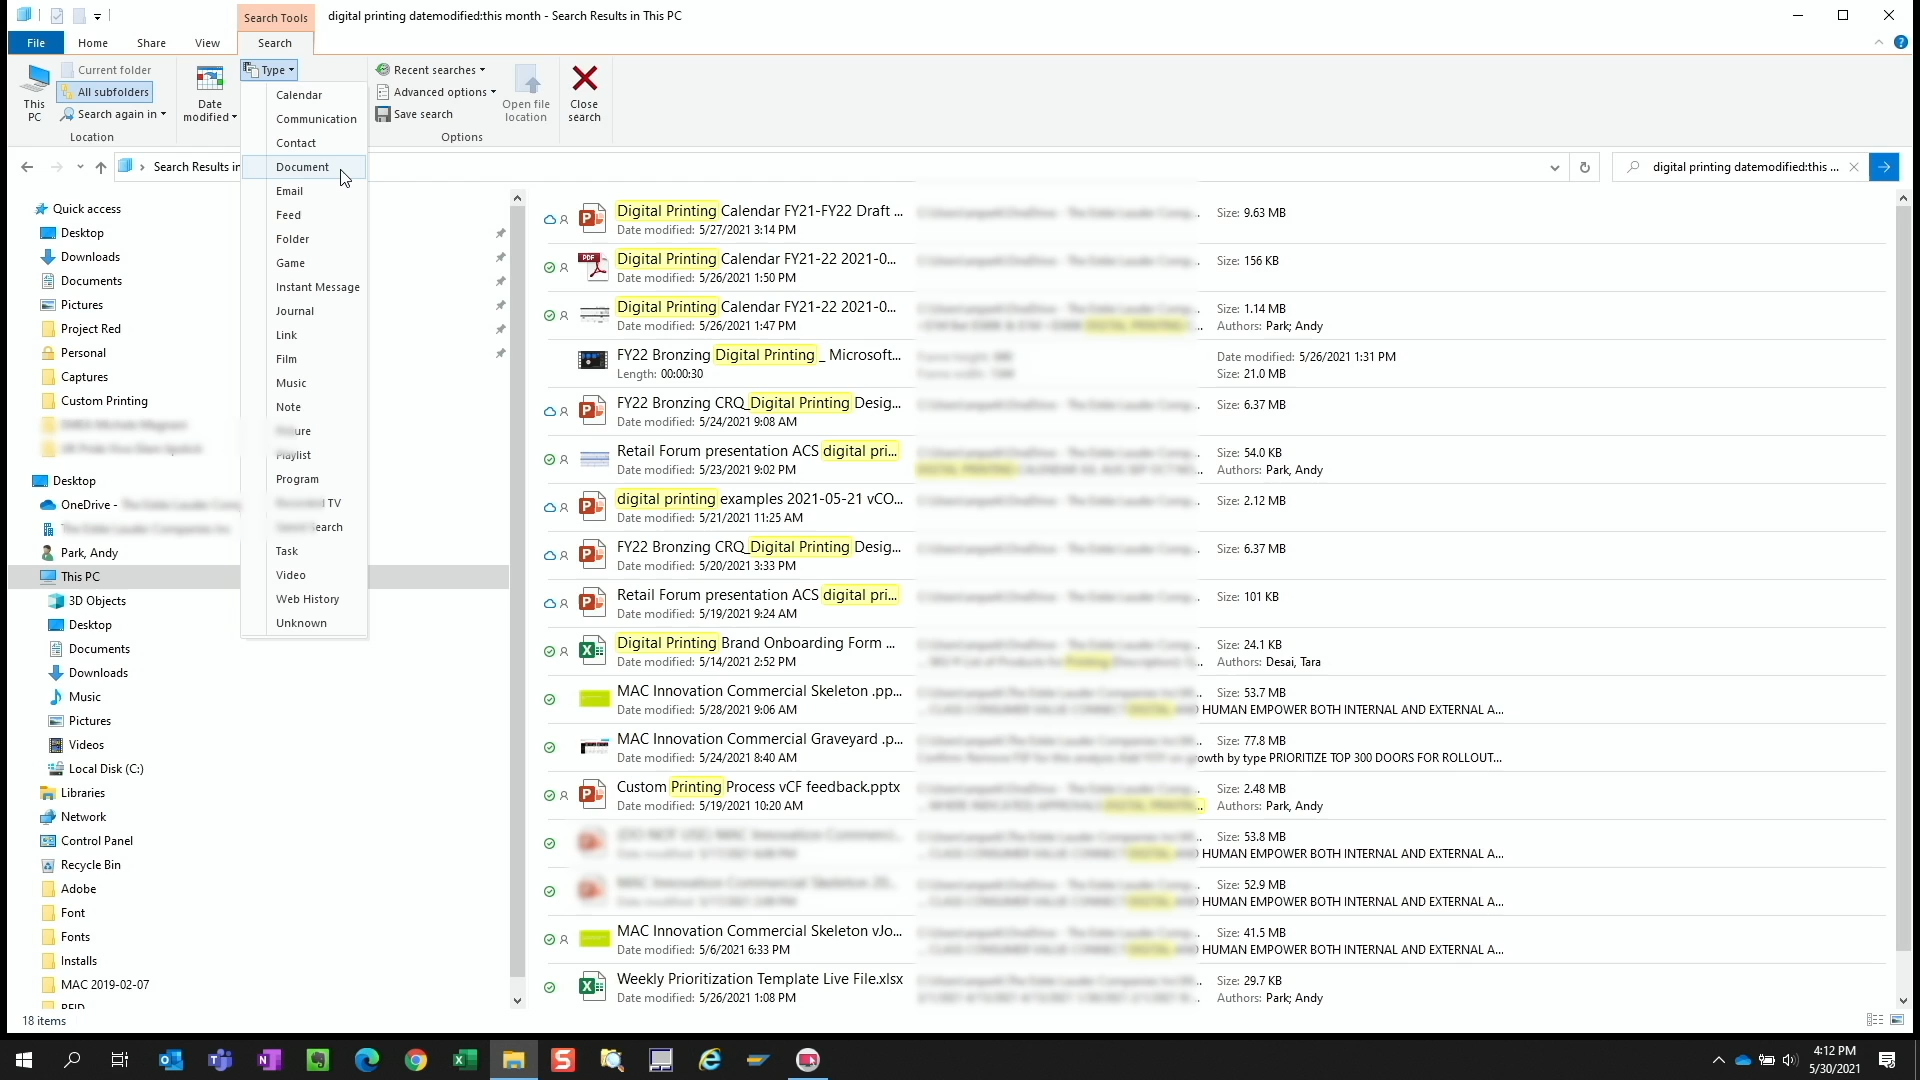 Search Tools
digital printing datemodified:this month - Search Results in This PC
File
Home
Share
View
Search
This PC
Current folder
All subfolders
Search again in
Location
Date modified
Type
Recent searches
Advanced options
Save search
Options
Open file location
Close search
Calendar
Communication
Contact
Document
Email
Feed
Folder
Game
Instant Message
Journal
Link
Film
Music
Note
Playlist
Program
TV
Search
Task
Video
Web History
Unknown
Search Results in
digital printing datemodified:this ...
Quick access
Desktop
Downloads
Documents
Pictures
Project Red
Personal
Captures
Custom Printing
Desktop
OneDrive -
Park, Andy
This PC
3D Objects
Desktop
Documents
Downloads
Music
Pictures
Videos
Local Disk (C:)
Libraries
Network
Control Panel
Recycle Bin
Adobe
Font
Fonts
Installs
MAC 2019-02-07
Digital Printing Calendar FY21-FY22 Draft ...
Date modified: 5/27/2021 3:14 PM
Size: 9.63 MB
Digital Printing Calendar FY21-22 2021-0...
Date modified: 5/26/2021 1:50 PM
Size: 156 KB
Digital Printing Calendar FY21-22 2021-0...
Date modified: 5/26/2021 1:47 PM
Size: 1.14 MB
Authors: Park; Andy
FY22 Bronzing Digital Printing _ Microsoft...
Length: 00:00:30
Date modified: 5/26/2021 1:31 PM
Size: 21.0 MB
FY22 Bronzing CRQ_Digital Printing Desig...
Date modified: 5/24/2021 9:08 AM
Size: 6.37 MB
Retail Forum presentation ACS digital pri...
Date modified: 5/23/2021 9:02 PM
Size: 54.0 KB
Authors: Park, Andy
digital printing examples 2021-05-21 vCO...
Date modified: 5/21/2021 11:25 AM
Size: 2.12 MB
FY22 Bronzing CRQ_Digital Printing Desig...
Date modified: 5/20/2021 3:33 PM
Size: 6.37 MB
Retail Forum presentation ACS digital pri...
Date modified: 5/19/2021 9:24 AM
Size: 101 KB
Digital Printing Brand Onboarding Form ...
Date modified: 5/14/2021 2:52 PM
Size: 24.1 KB
Authors: Desai, Tara
MAC Innovation Commercial Skeleton .pp...
Date modified: 5/28/2021 9:06 AM
Size: 53.7 MB
HUMAN EMPOWER BOTH INTERNAL AND EXTERNAL A...
MAC Innovation Commercial Graveyard .p...
Date modified: 5/24/2021 8:40 AM
Size: 77.8 MB
by type PRIORITIZE TOP 300 DOORS FOR ROLLOUT...
Custom Printing Process vCF feedback.pptx
Date modified: 5/19/2021 10:20 AM
Size: 2.48 MB
Authors: Park, Andy
Size: 53.8 MB
HUMAN EMPOWER BOTH INTERNAL AND EXTERNAL A...
Size: 52.9 MB
HUMAN EMPOWER BOTH INTERNAL AND EXTERNAL A...
MAC Innovation Commercial Skeleton vJo...
Date modified: 5/6/2021 6:33 PM
Size: 41.5 MB
HUMAN EMPOWER BOTH INTERNAL AND EXTERNAL A...
Weekly Prioritization Template Live File.xlsx
Date modified: 5/26/2021 1:08 PM
Size: 29.7 KB
Authors: Park; Andy
18 items
4:12 PM
5/30/2021